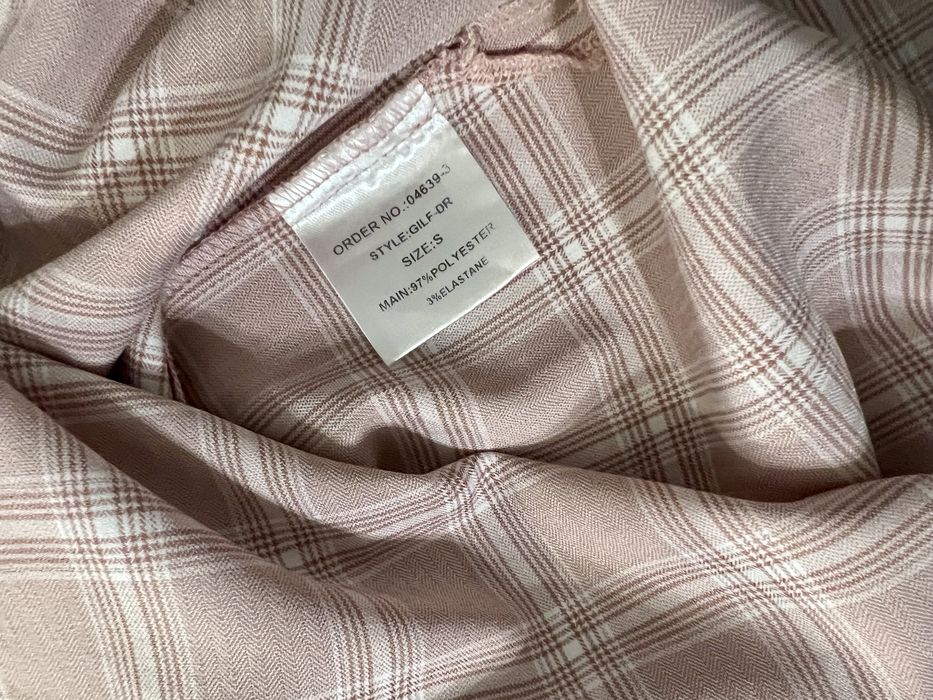 ORDER NO.:04639-3
STYLE:GILF-DR
SIZE:S
MAIN:97%POLYESTER
3%ELASTANE